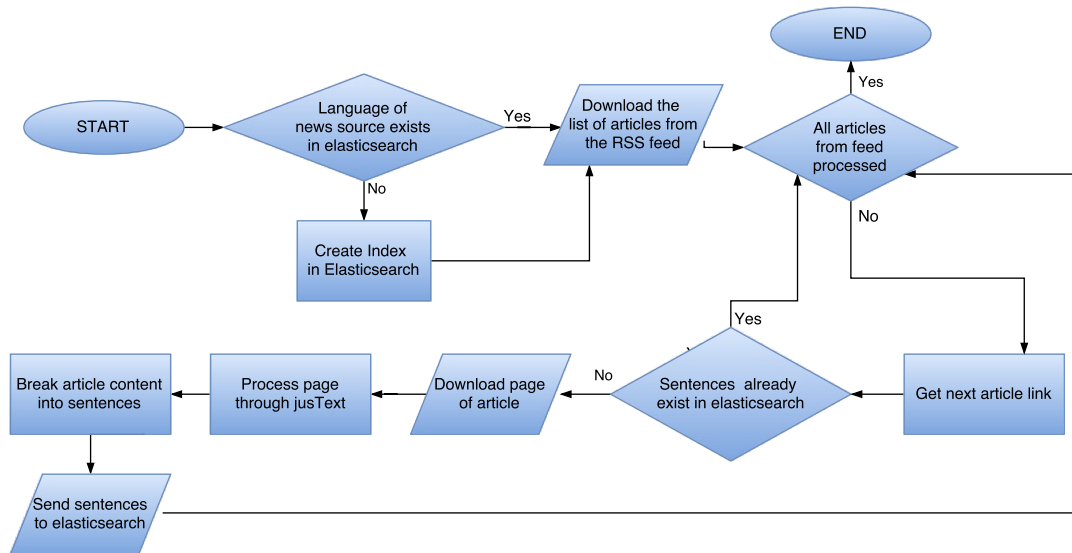 START
Language of
news source exists
in elasticsearch
Yes
No
Create Index
in Elasticsearch
Download the
list of articles from
the RSS feed
END
Yes
All articles
from feed
processed
No
Get next article link
Sentences already
exist in elasticsearch
Yes
No
Download page
of article
Process page
through jusText
Break article content
into sentences
Send sentences
to elasticsearch